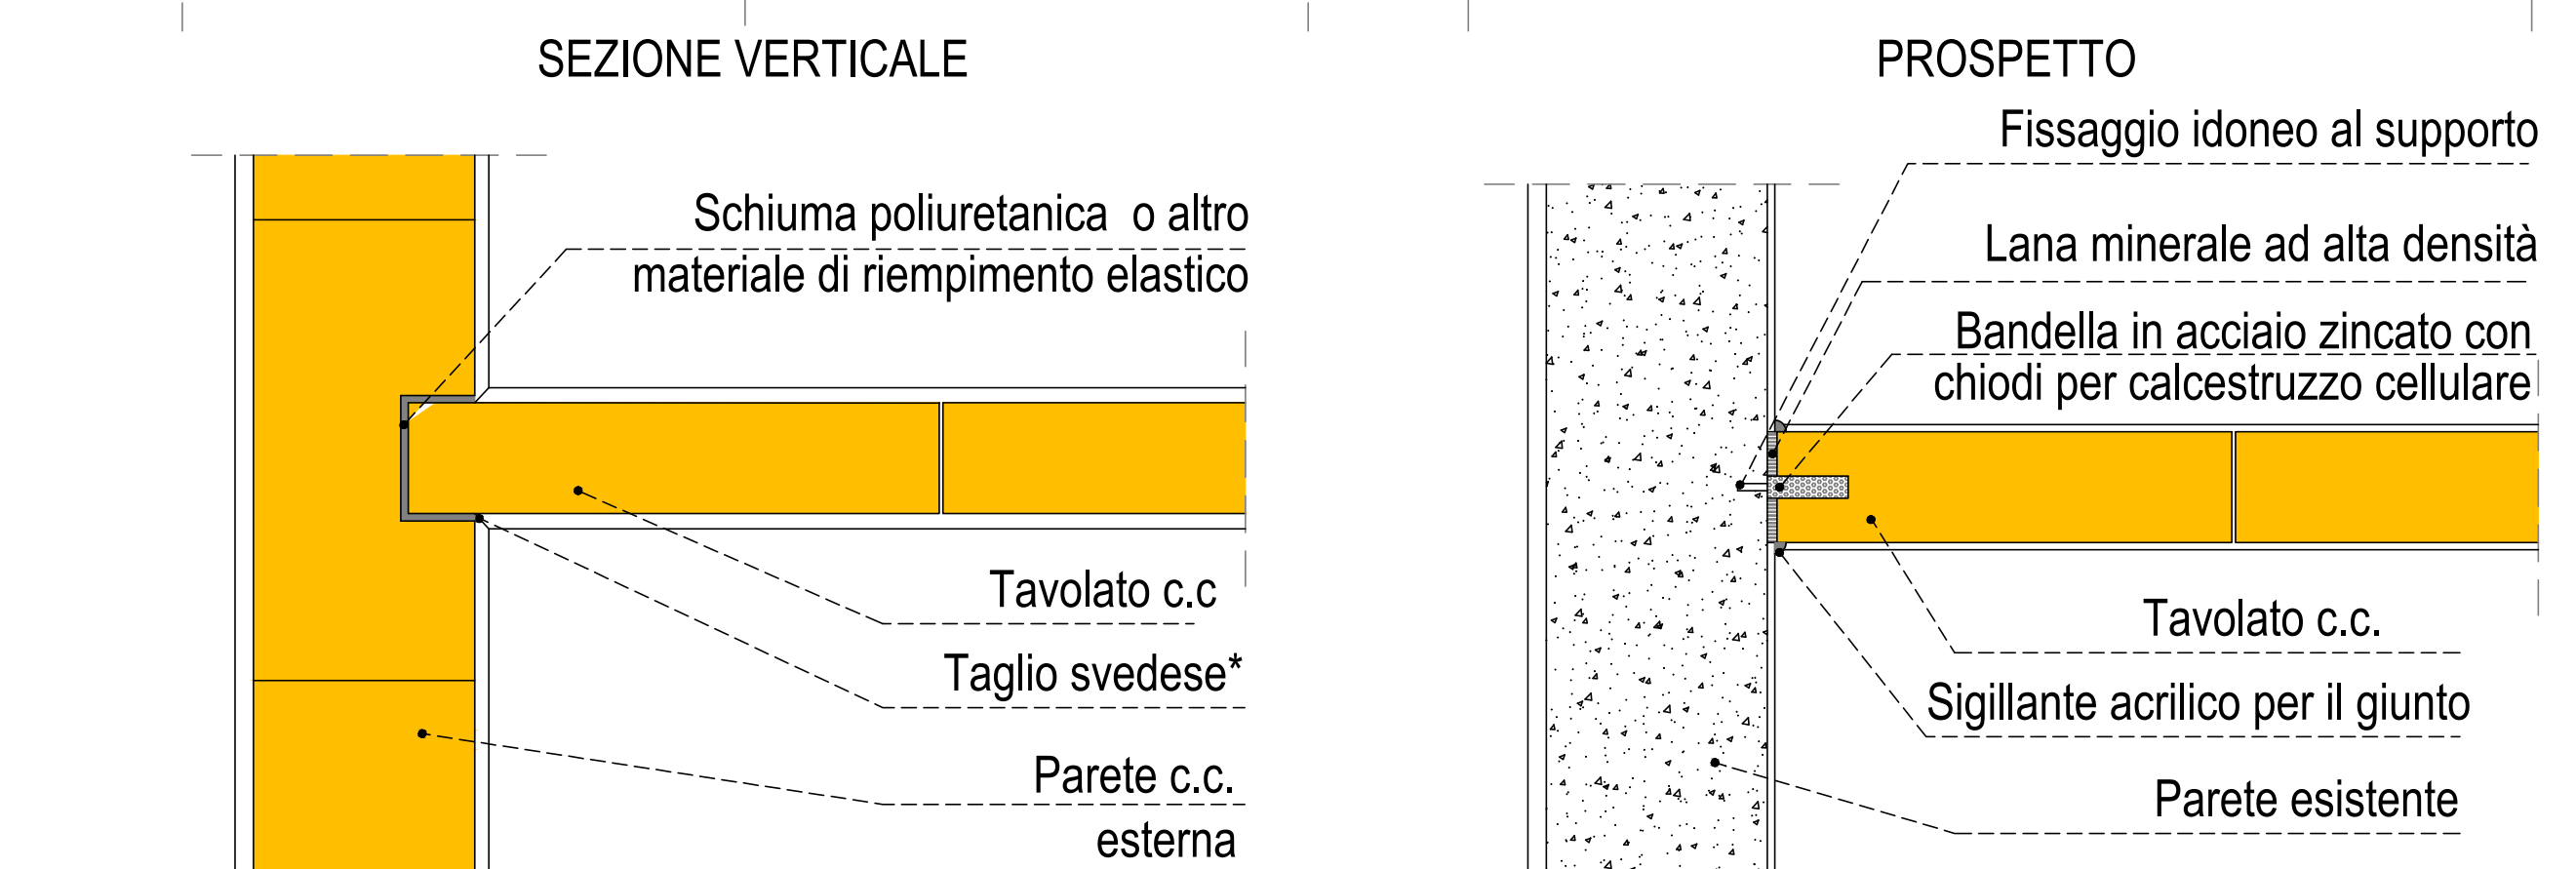 SEZIONE VERTICALE
Schiuma poliuretanica o altro
materiale di riempimento elastico
Tavolato c.c
Taglio svedese*
Parete c.c.
esterna
PROSPETTO
Fissaggio idoneo al supporto
Lana minerale ad alta densità
Bandella in acciaio zincato con
chiodi per calcestruzzo cellulare
Tavolato c.c.
Sigillante acrilico per il giunto
Parete esistente